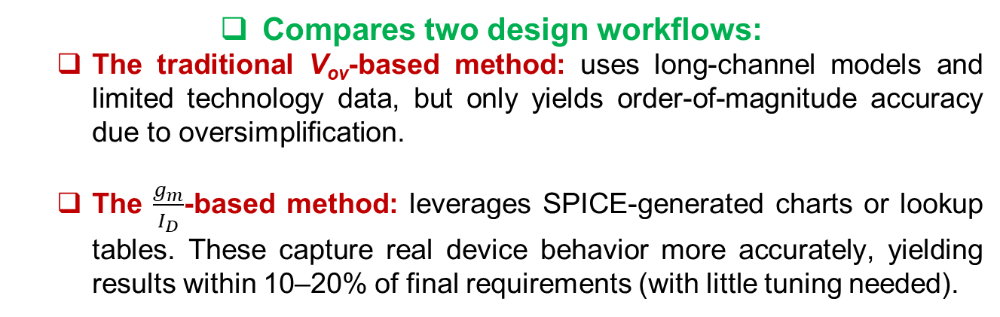 ❑ Compares two design workflows:
❑ The traditional Vov-based method: uses long-channel models and
limited technology data, but only yields order-of-magnitude accuracy
due to oversimplification.
❑ The gm/ID-based method: leverages SPICE-generated charts or lookup
tables. These capture real device behavior more accurately, yielding
results within 10–20% of final requirements (with little tuning needed).